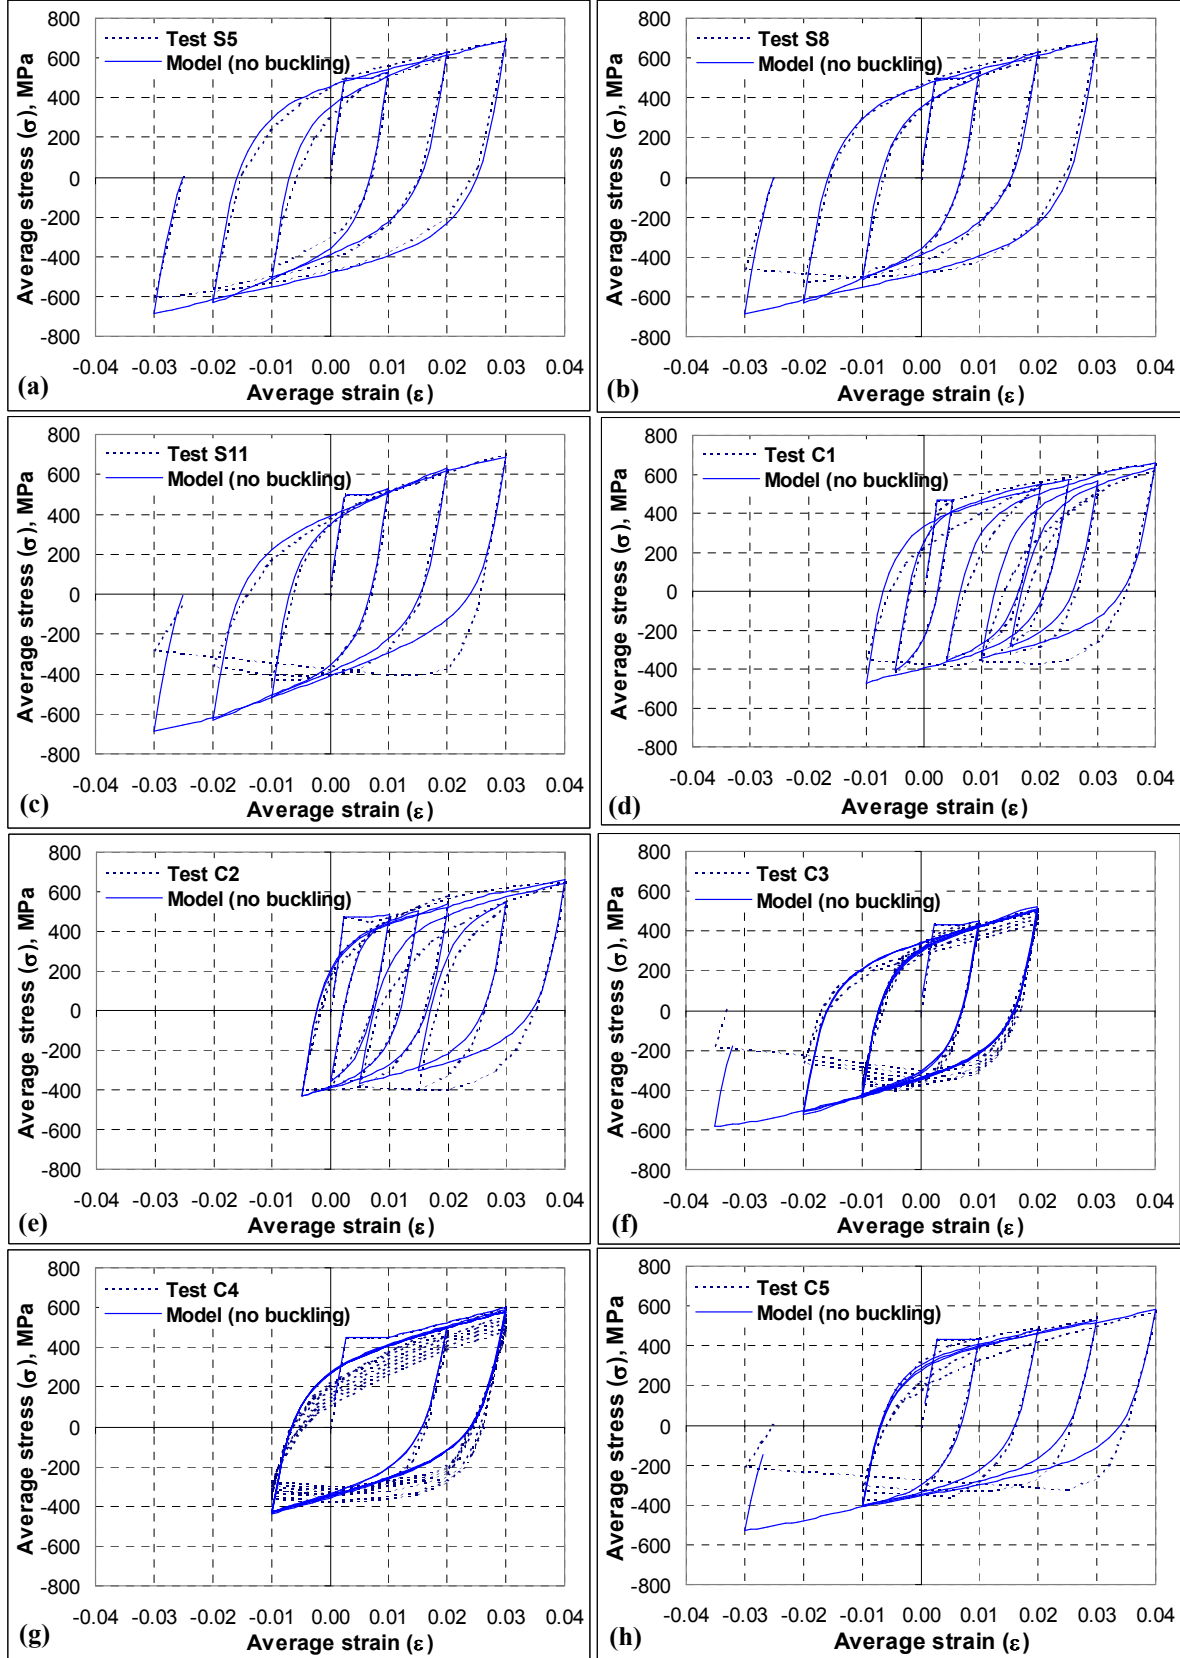 800
600
400
200
0
-200
-400
-600
-800
Average stress (σ), MPa
Test S5
Model (no buckling)
-0.04 -0.03 -0.02 -0.01 0.00 0.01 0.02 0.03 0.04
(a)
Average strain (ε)
800
600
400
200
0
-200
-400
-600
-800
Average stress (σ), MPa
Test S8
Model (no buckling)
-0.04 -0.03 -0.02 -0.01 0.00 0.01 0.02 0.03 0.04
(b)
Average strain (ε)
800
600
400
200
0
-200
-400
-600
-800
Average stress (σ), MPa
Test S11
Model (no buckling)
-0.04 -0.03 -0.02 -0.01 0.00 0.01 0.02 0.03 0.04
(c)
Average strain (ε)
800
600
400
200
0
-200
-400
-600
-800
Average stress (σ), MPa
Test C1
Model (no buckling)
-0.04 -0.03 -0.02 -0.01 0.00 0.01 0.02 0.03 0.04
(d)
Average strain (ε)
800
600
400
200
0
-200
-400
-600
-800
Average stress (σ), MPa
Test C2
Model (no buckling)
-0.04 -0.03 -0.02 -0.01 0.00 0.01 0.02 0.03 0.04
(e)
Average strain (ε)
800
600
400
200
0
-200
-400
-600
-800
Average stress (σ), MPa
Test C3
Model (no buckling)
-0.04 -0.03 -0.02 -0.01 0.00 0.01 0.02 0.03 0.04
(f)
Average strain (ε)
800
600
400
200
0
-200
-400
-600
-800
Average stress (σ), MPa
Test C4
Model (no buckling)
-0.04 -0.03 -0.02 -0.01 0.00 0.01 0.02 0.03 0.04
(g)
Average strain (ε)
800
600
400
200
0
-200
-400
-600
-800
Average stress (σ), MPa
Test C5
Model (no buckling)
-0.04 -0.03 -0.02 -0.01 0.00 0.01 0.02 0.03 0.04
(h)
Average strain (ε)